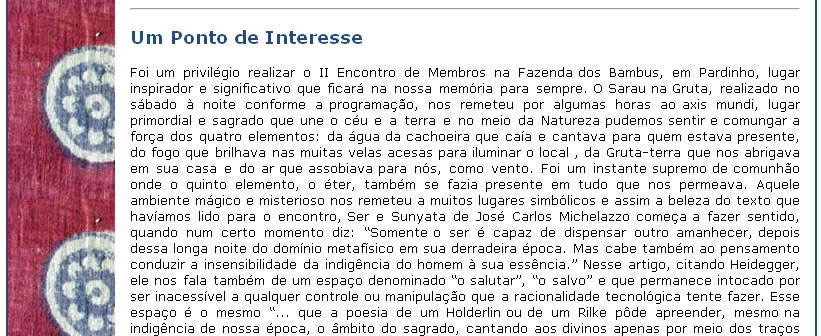 Um Ponto de Interesse
Foi um privilégio realizar o II Encontro de Membros na Fazenda dos Bambus, em Pardinho, lugar
inspirador e significativo que ficará na nossa memória para sempre. O Sarau na Gruta, realizado no
sábado à noite conforme a programação, nos remeteu por algumas horas ao axis mundi, lugar
primordial e sagrado que une o céu e a terra e no meio da Natureza pudemos sentir e comungar a
força dos quatro elementos: da água da cachoeira que caía e cantava para quem estava presente,
do fogo que brilhava nas muitas velas acesas para iluminar o local , da Gruta-terra que nos abrigava
em sua casa e do ar que assobiava para nós, como vento. Foi um instante supremo de comunhão
onde o quinto elemento, o éter, também se fazia presente em tudo que nos permeava. Aquele
ambiente mágico e misterioso nos remeteu a muitos lugares simbólicos e assim a beleza do texto que
havíamos lido para o encontro, Ser e Sunyata de José Carlos Michelazzo começa a fazer sentido,
quando num certo momento diz: “Somente o ser é capaz de dispensar outro amanhecer, depois
dessa longa noite do domínio metafísico em sua derradeira época. Mas cabe também ao pensamento
conduzir a insensibilidade da indigência do homem à sua essência.” Nesse artigo, citando Heidegger,
ele nos fala também de um espaço denominado “o salutar”, “o salvo” e que permanece intocado por
ser inacessível a qualquer controle ou manipulação que a racionalidade tecnológica tente fazer. Esse
espaço é o mesmo “... que a poesia de um Holderlin ou de um Rilke pôde apreender, mesmo na
indigência de nossa época, o âmbito do sagrado, cantando aos divinos apenas por meio dos traços